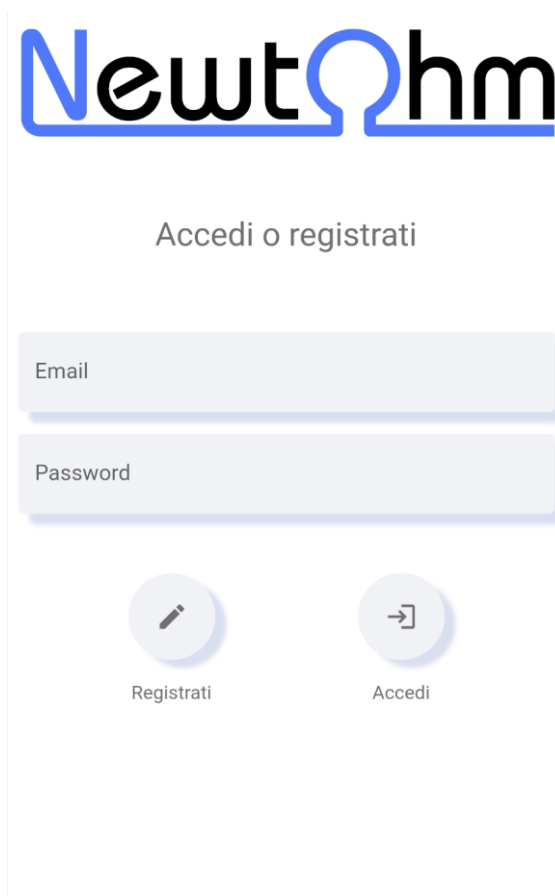 NewtOhm
Accedi o registrati
Email
Password
Registrati
Accedi